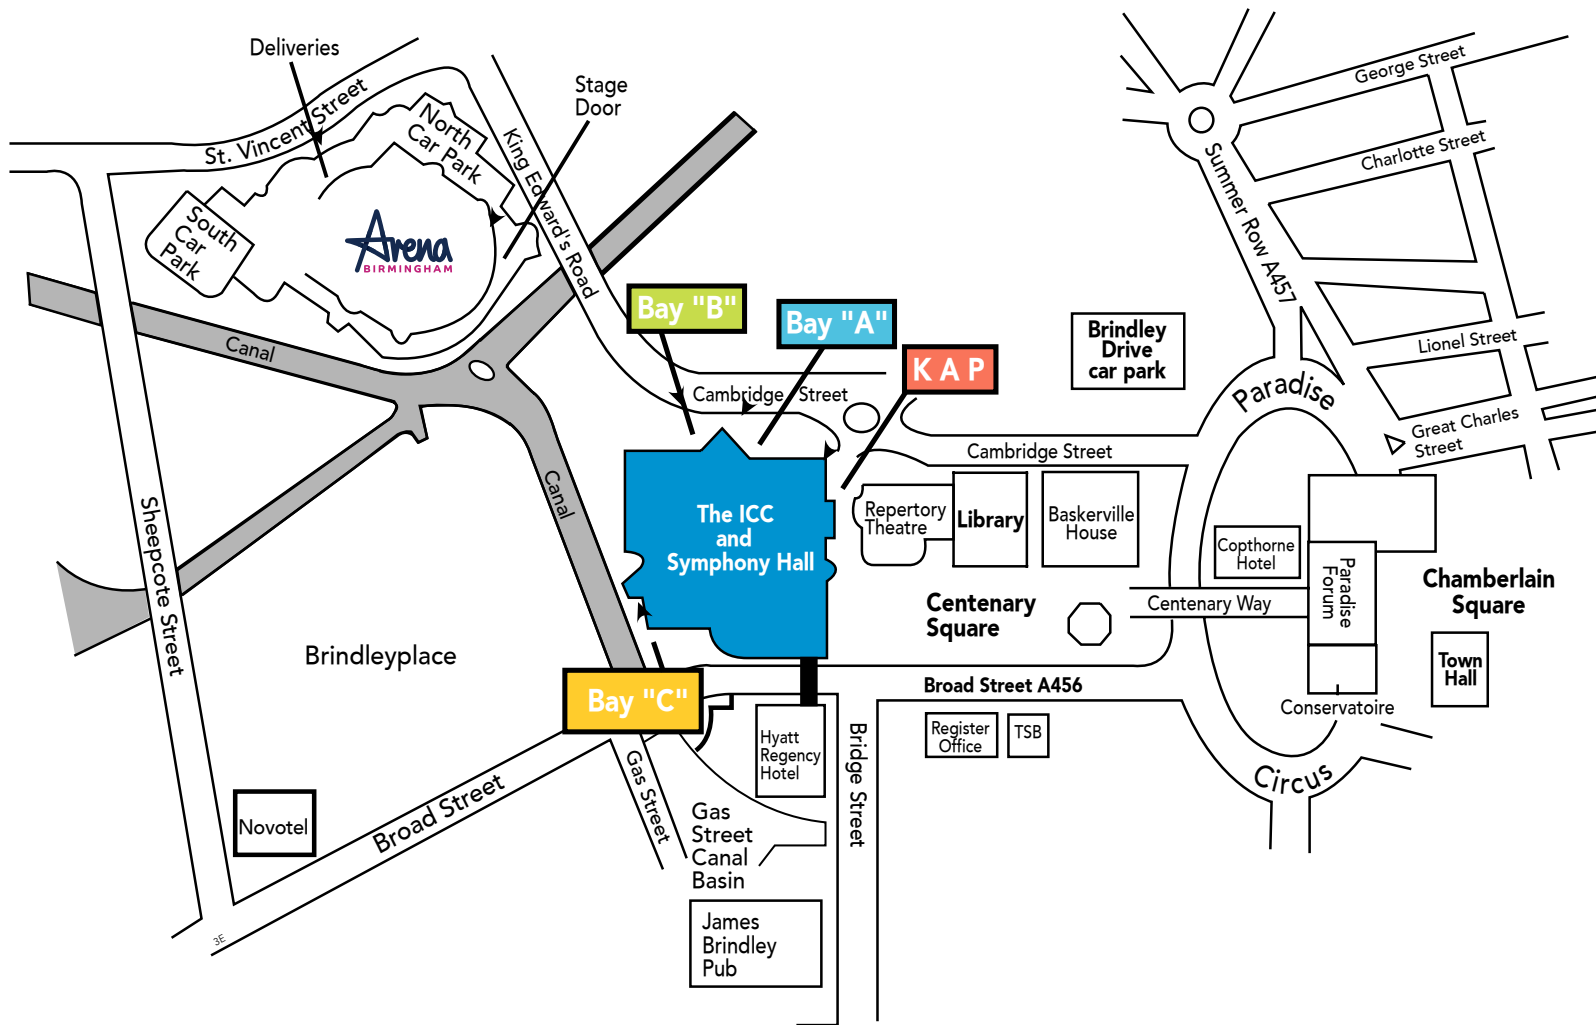 Deliveries
St. Vincent Street
Stage
Door
North
Car Park
King Edward's Road
South
Car
Park
Arena
BIRMINGHAM
Canal
Bay "B"
Bay "A"
K A P
Cambridge Street
Brindley
Drive
car park
George Street
Charlotte Street
Summer Row A457
Lionel Street
Great Charles
Street
Paradise
Cambridge Street
Canal
The ICC
and
Symphony Hall
Repertory
Theatre
Library
Baskerville
House
Copthorne
Hotel
Paradise
Forum
Chamberlain
Square
Centenary
Square
Centenary Way
Town
Hall
Conservatoire
Sheepcote Street
Brindleyplace
Bay "C"
Broad Street A456
Register
Office
TSB
Circus
Hyatt
Regency
Hotel
Bridge Street
Gas Street
Broad Street
Novotel
Gas
Street
Canal
Basin
James
Brindley
Pub
3E